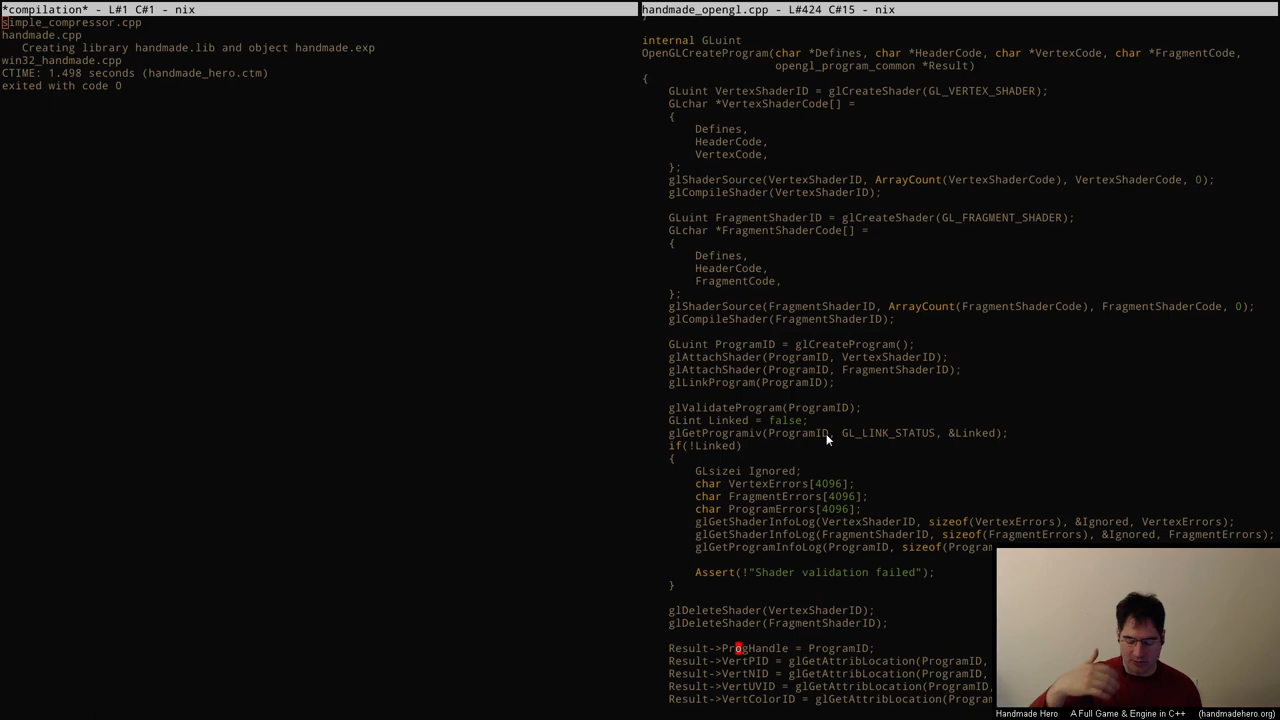 *compilation* - L#1 C#1 - nix
simple_compressor.cpp
handmade.cpp
Creating library handmade.lib and object handmade.exp
win32_handmade.cpp
CTIME: 1.498 seconds (handmade_hero.ctm)
exited with code 0
handmade_opengl.cpp - L#424 C#15 - nix
}
internal GLuint
OpenGLCreateProgram(char *Defines, char *HeaderCode, char *VertexCode, char *FragmentCode,
opengl_program_common *Result)
{
GLuint VertexShaderID = glCreateShader(GL_VERTEX_SHADER);
GLchar *VertexShaderCode[] =
{
Defines,
HeaderCode,
VertexCode,
};
glShaderSource(VertexShaderID, ArrayCount(VertexShaderCode), VertexShaderCode, 0);
glCompileShader(VertexShaderID);
GLuint FragmentShaderID = glCreateShader(GL_FRAGMENT_SHADER);
GLchar *FragmentShaderCode[] =
{
Defines,
HeaderCode,
FragmentCode,
};
glShaderSource(FragmentShaderID, ArrayCount(FragmentShaderCode), FragmentShaderCode, 0);
glCompileShader(FragmentShaderID);
GLuint ProgramID = glCreateProgram();
glAttachShader(ProgramID, VertexShaderID);
glAttachShader(ProgramID, FragmentShaderID);
glLinkProgram(ProgramID);
glValidateProgram(ProgramID);
GLint Linked = false;
glGetProgramiv(ProgramID, GL_LINK_STATUS, &Linked);
if(!Linked)
{
GLsizei Ignored;
char VertexErrors[4096];
char FragmentErrors[4096];
char ProgramErrors[4096];
glGetShaderInfoLog(VertexShaderID, sizeof(VertexErrors), &Ignored, VertexErrors);
glGetShaderInfoLog(FragmentShaderID, sizeof(FragmentErrors), &Ignored, FragmentErrors);
glGetProgramInfoLog(ProgramID, sizeof(Program
Assert(!"Shader validation failed");
}
glDeleteShader(VertexShaderID);
glDeleteShader(FragmentShaderID);
Result->ProgHandle = ProgramID;
Result->VertPID = glGetAttribLocation(ProgramID,
Result->VertNID = glGetAttribLocation(ProgramID,
Result->VertUVID = glGetAttribLocation(ProgramID,
Result->VertColorID = glGetAttribLocation(Program
Handmade Hero A Full Game & Engine in C++ (handmadehero.org)